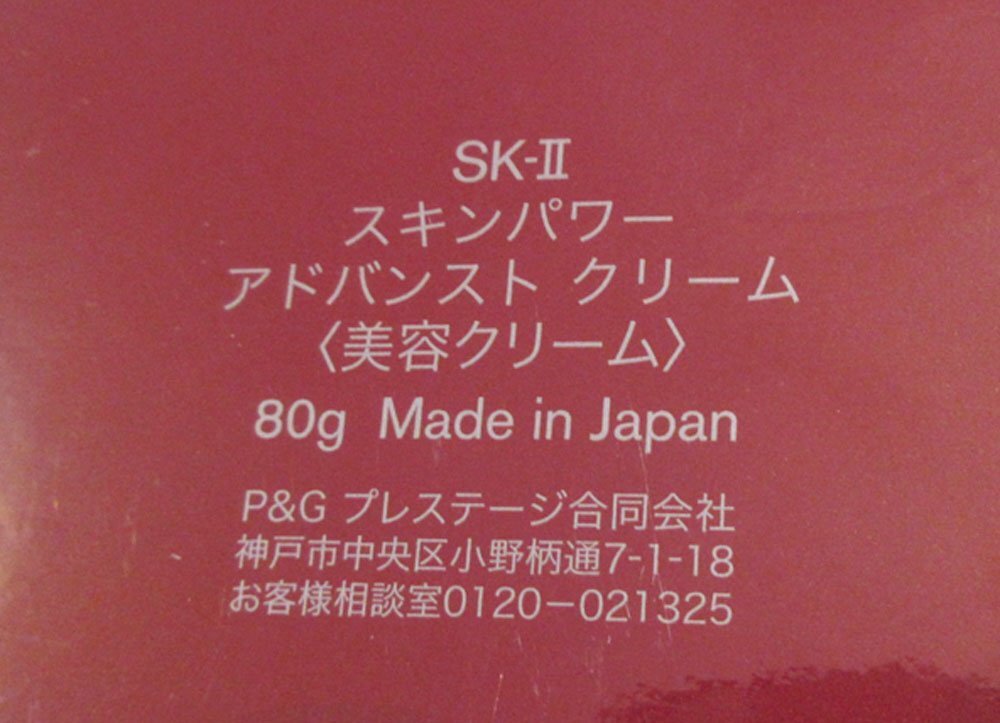 SK-Ⅱ
スキンパワー
アドバンスト クリーム
〈美容クリーム〉
80g Made in Japan
P&G プレステージ合同会社
神戸市中央区小野柄通7-1-18
お客様相談室0120−021325